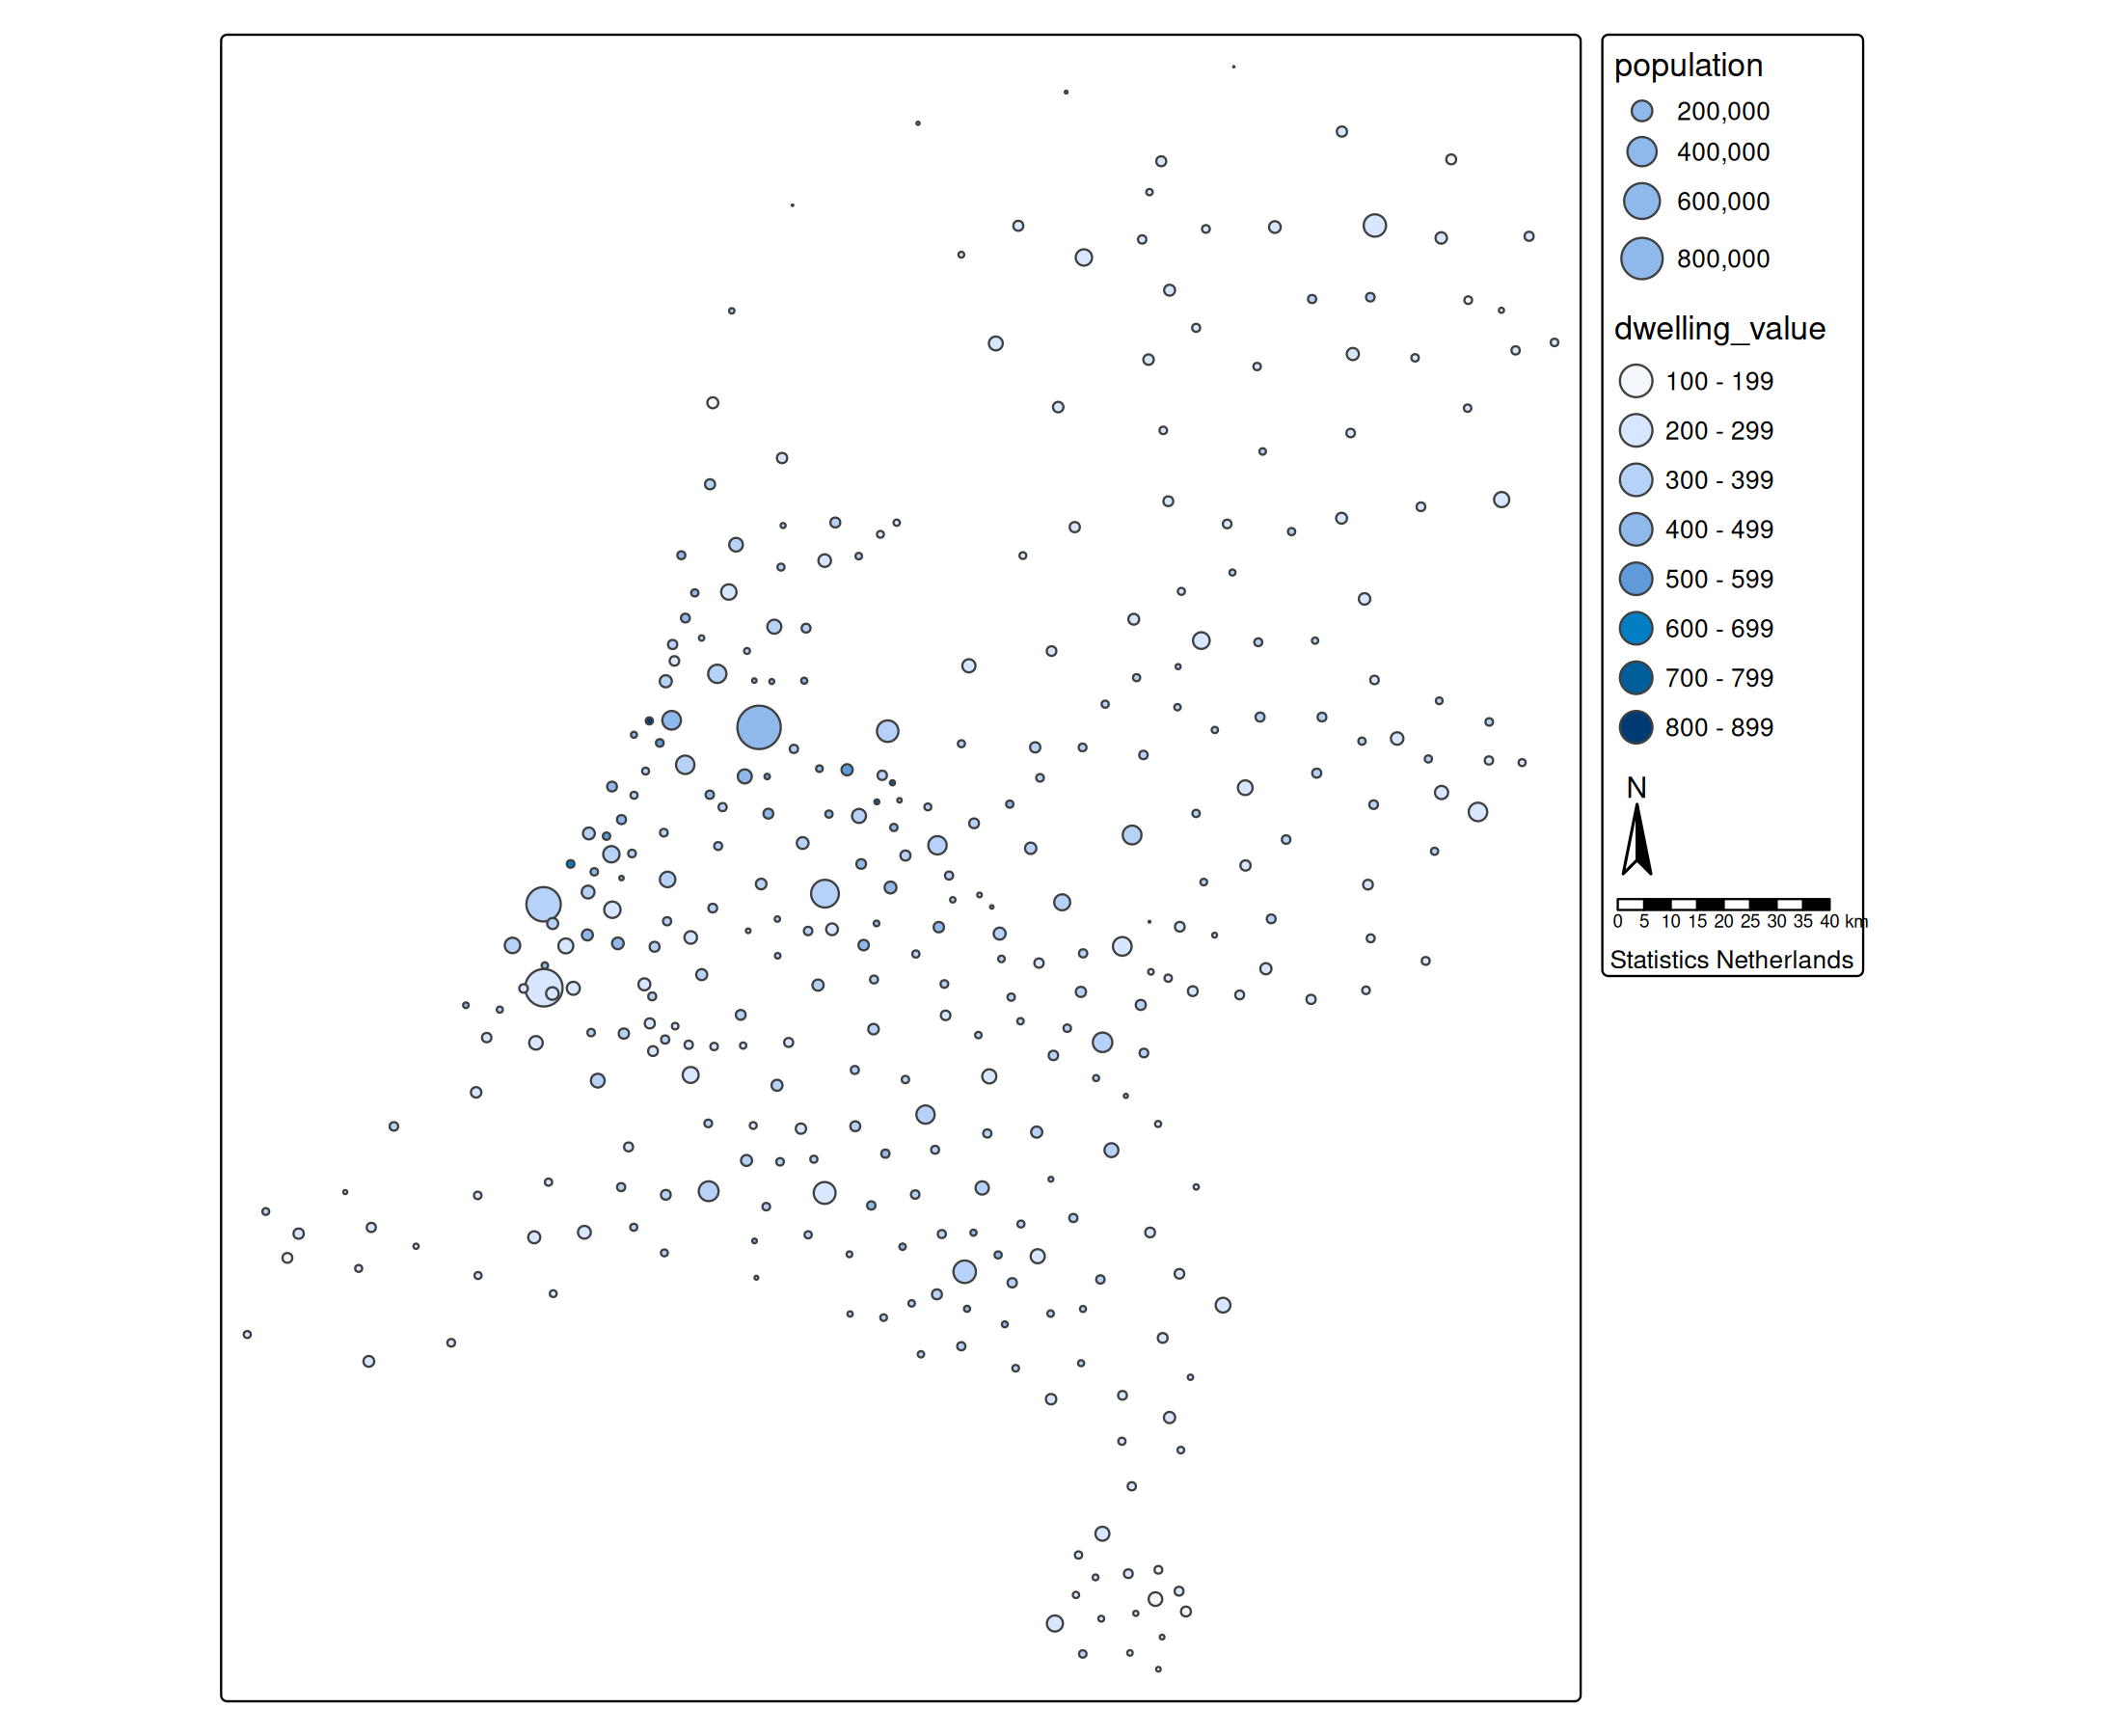 population
200,000
400,000
600,000
800,000
dwelling_value
100 - 199
200 - 299
300 - 399
400 - 499
500 - 599
600 - 699
700 - 799
800 - 899
N
0 5 10 15 20 25 30 35 40 km
Statistics Netherlands